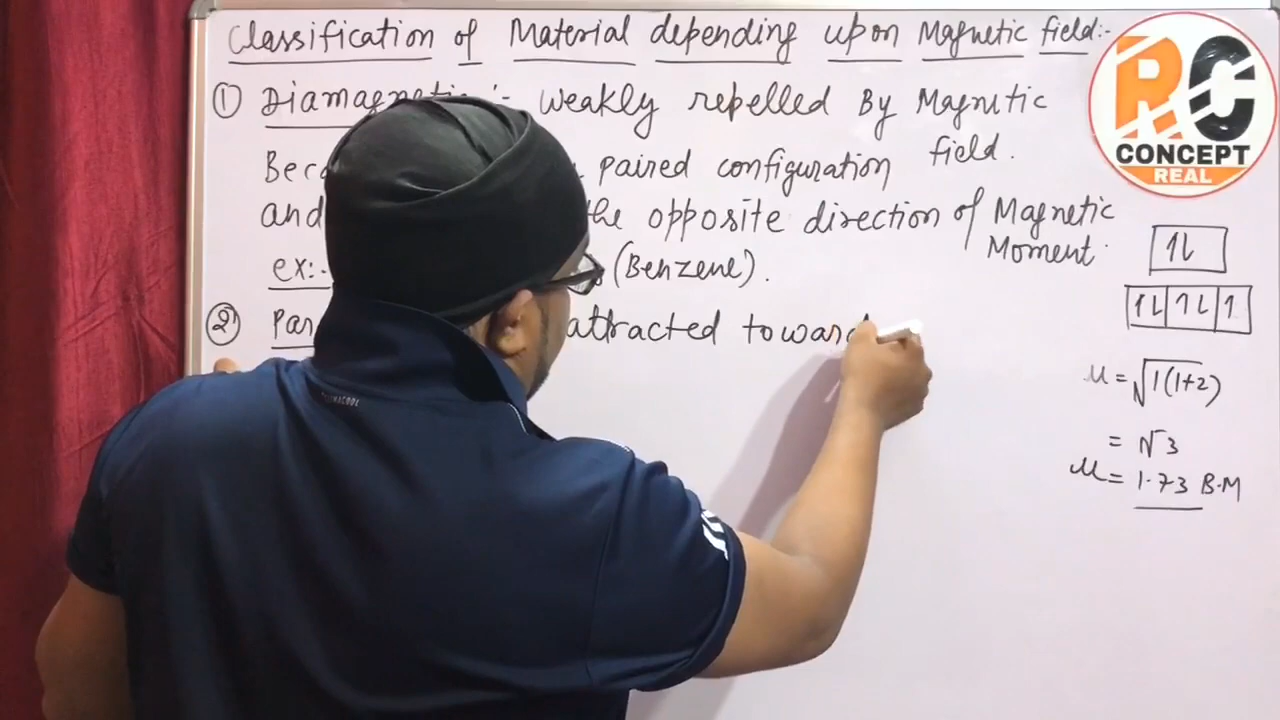 Classification of Material depending upon Magnetic field:-
① Diamagnetic :- Weakly repelled By Magnetic
field.
paired configuration
and the opposite direction of Magnetic
Moment.
ex:- (Benzene).
② attracted toward
1L
1L 1L 1
μ = √1(1+2)
= √3
μ = 1.73 B.M
RC
CONCEPT
REAL